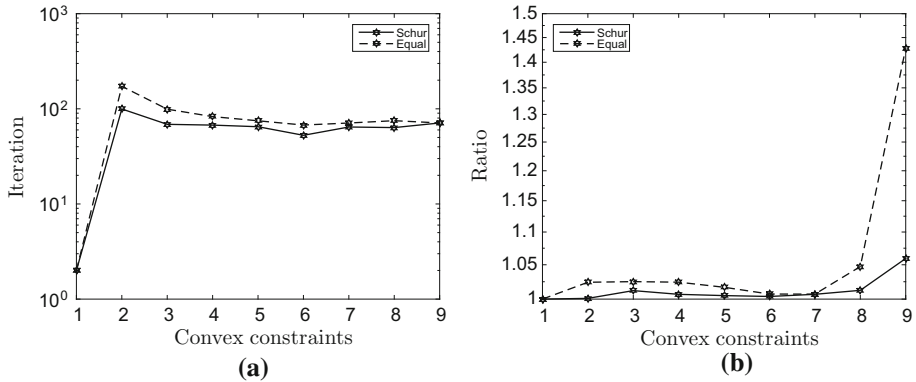 10^3
10^2
10^1
10^0
Iteration
Schur
Equal
1 2 3 4 5 6 7 8 9
Convex constraints
(a)
1.5
1.45
1.4
1.35
1.3
1.25
1.2
1.15
1.1
1.05
1
Ratio
Schur
Equal
1 2 3 4 5 6 7 8 9
Convex constraints
(b)